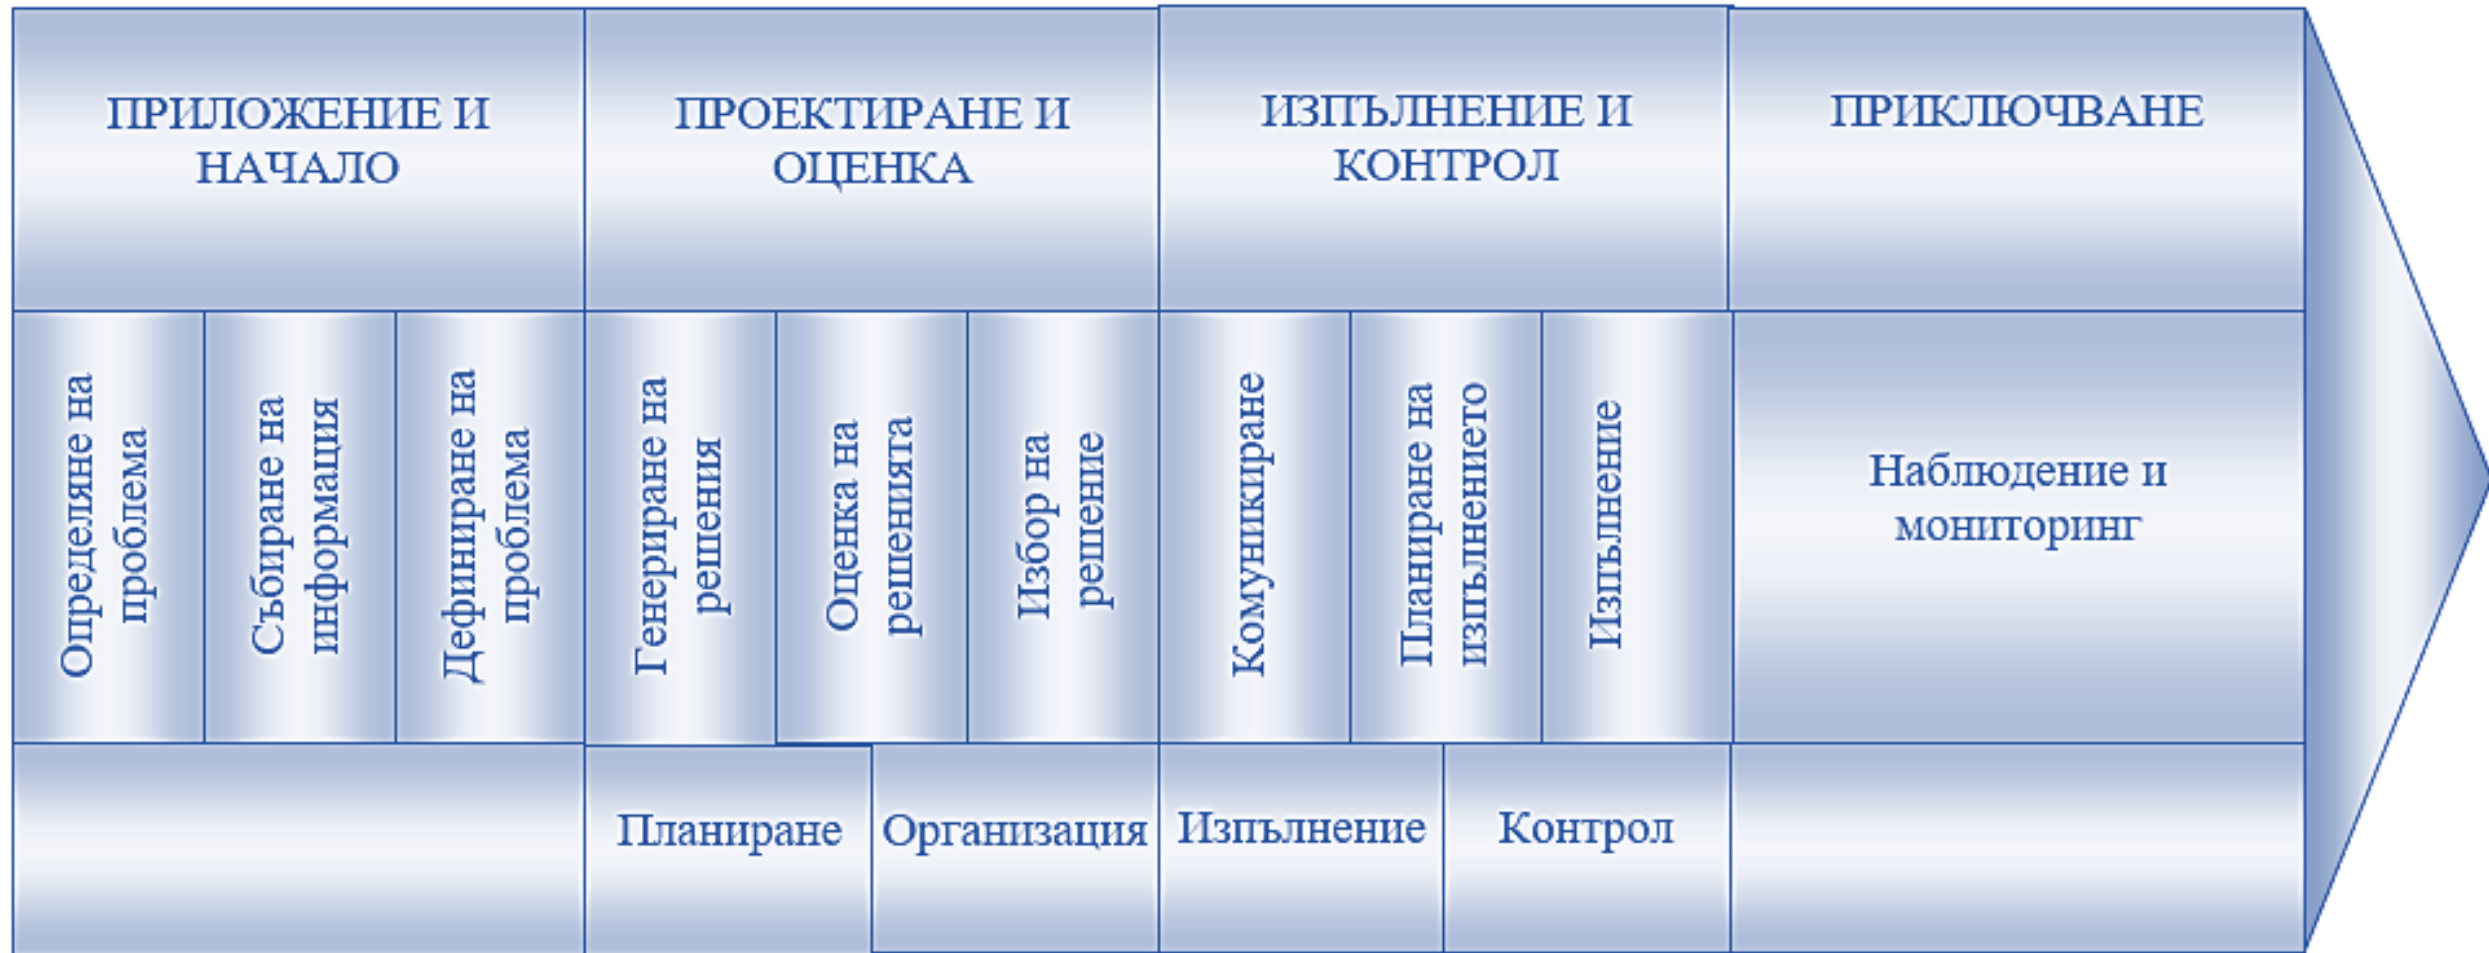 ПРИЛОЖЕНИЕ И
НАЧАЛО
ПРОЕКТИРАНЕ И
ОЦЕНКА
ИЗПЪЛНЕНИЕ И
КОНТРОЛ
ПРИКЛЮЧВАНЕ
Определяне на
проблема
Събиране на
информация
Дефиниране на
проблема
Генериране на
решения
Оценка на
решенията
Избор на
решение
Комуникиране
Планиране на
изпълнението
Изпълнение
Наблюдение и
мониторинг
Планиране
Организация
Изпълнение
Контрол